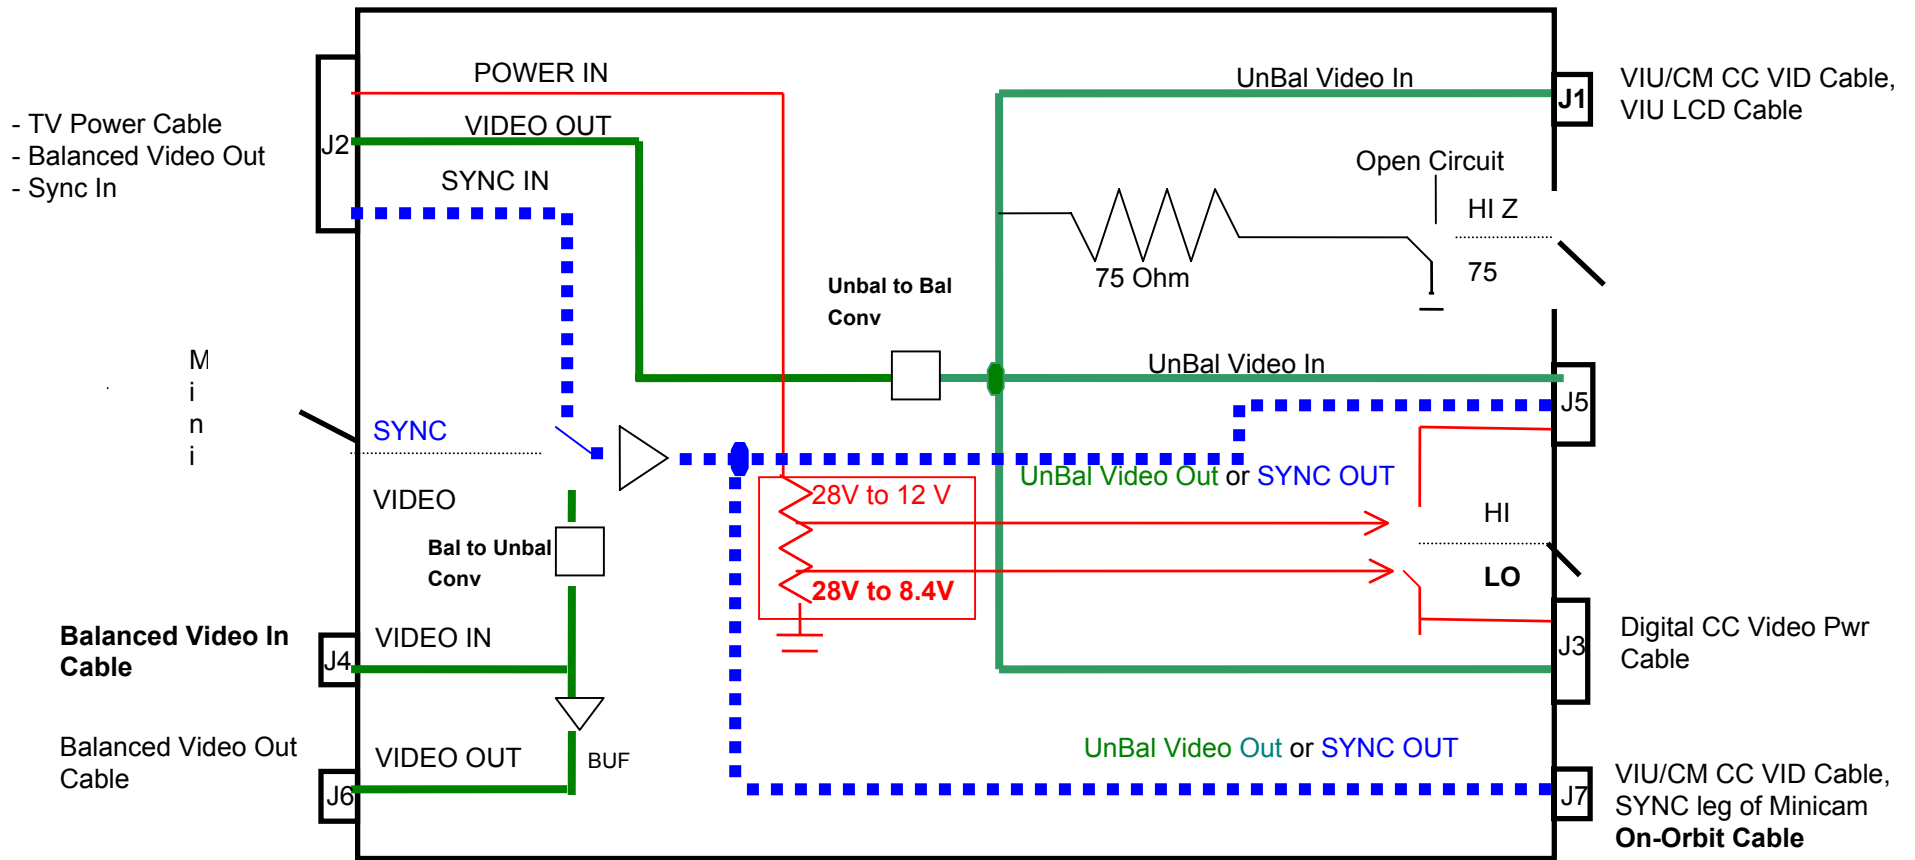 POWER IN
UnBal Video In
J1
VIU/CM CC VID Cable,
VIU LCD Cable
- TV Power Cable
- Balanced Video Out
- Sync In
J2
VIDEO OUT
SYNC IN
Open Circuit
HI Z
75 Ohm
75
Unbal to Bal
Conv
UnBal Video In
J5
M
i
n
i
SYNC
VIDEO
UnBal Video Out or SYNC OUT
28V to 12 V
28V to 8.4V
HI
LO
Bal to Unbal
Conv
Balanced Video In
Cable
J4
VIDEO IN
Digital CC Video Pwr
Cable
J3
Balanced Video Out
Cable
J6
VIDEO OUT
BUF
UnBal Video Out or SYNC OUT
J7
VIU/CM CC VID Cable,
SYNC leg of Minicam
On-Orbit Cable